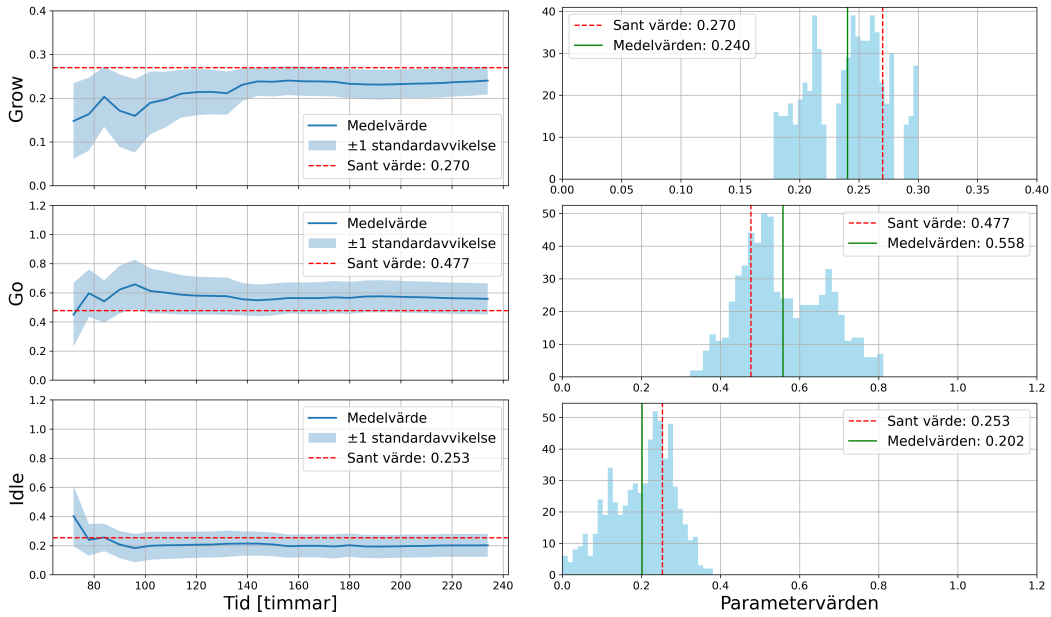 Grow
0.4
0.3
0.2
0.1
0.0
Medelvärde
±1 standardavvikelse
Sant värde: 0.270
40
30
20
10
0
0.00 0.05 0.10 0.15 0.20 0.25 0.30 0.35 0.40
Sant värde: 0.270
Medelvärden: 0.240
Go
1.2
1.0
0.8
0.6
0.4
0.2
0.0
Medelvärde
±1 standardavvikelse
Sant värde: 0.477
50
40
30
20
10
0
0.0 0.2 0.4 0.6 0.8 1.0 1.2
Sant värde: 0.477
Medelvärden: 0.558
Idle
1.2
1.0
0.8
0.6
0.4
0.2
0.0
Medelvärde
±1 standardavvikelse
Sant värde: 0.253
80 100 120 140 160 180 200 220 240
Tid [timmar]
50
40
30
20
10
0
0.0 0.2 0.4 0.6 0.8 1.0 1.2
Sant värde: 0.253
Medelvärden: 0.202
Parametervärden